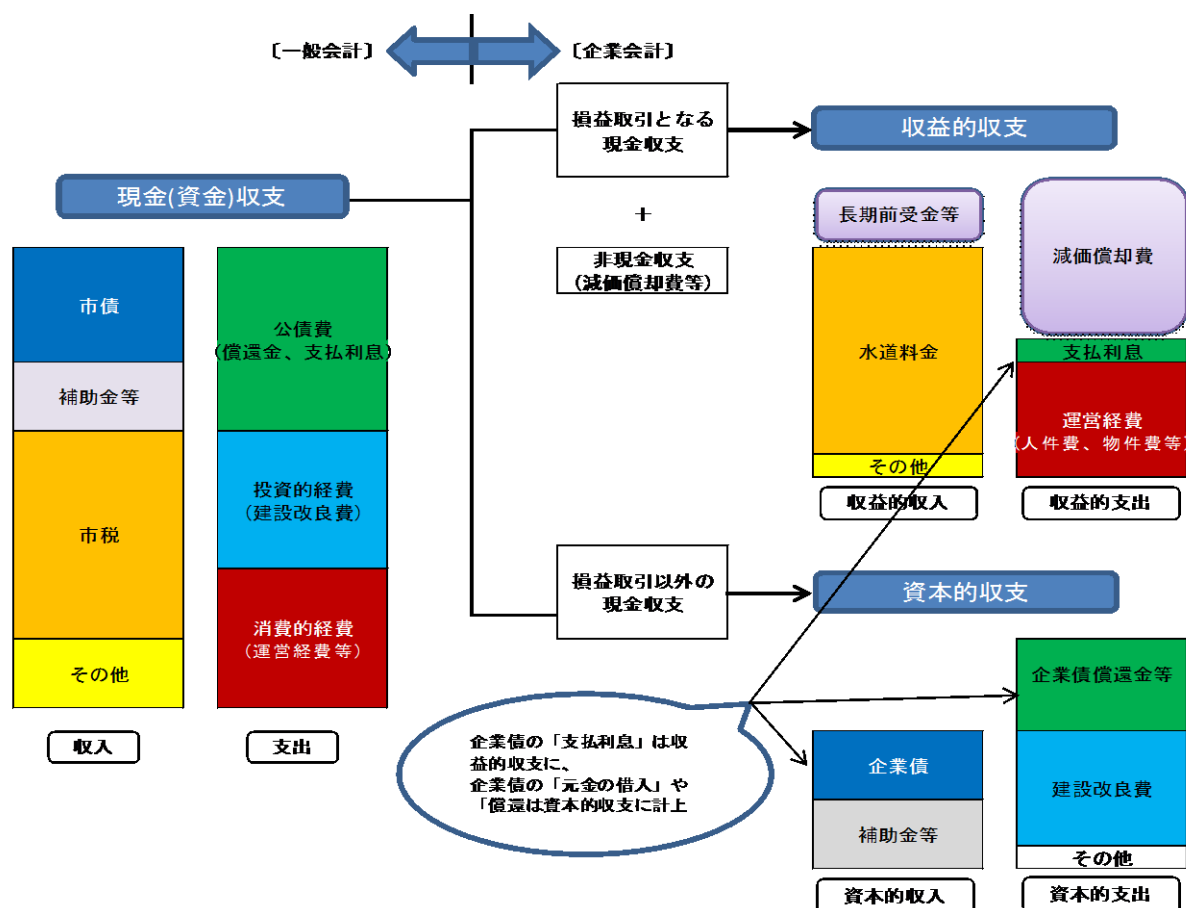 〔一般会計〕
〔企業会計〕
損益取引となる
現金収支
収益的収支
現金(資金)収支
+
非現金収支
(減価償却費等)
長期前受金等
減価償却費
市債
補助金等
市税
その他
収入
公債費
(償還金、支払利息)
投資的経費
(建設改良費)
消費的経費
(運営経費等)
支出
水道料金
その他
収益的収入
支払利息
運営経費
(人件費、物件費等)
収益的支出
損益取引以外の
現金収支
資本的収支
企業債の「支払利息」は収
益的収支に、
企業債の「元金の借入」や
「償還は資本的収支に計上
企業債
補助金等
資本的収入
企業債償還金等
建設改良費
その他
資本的支出